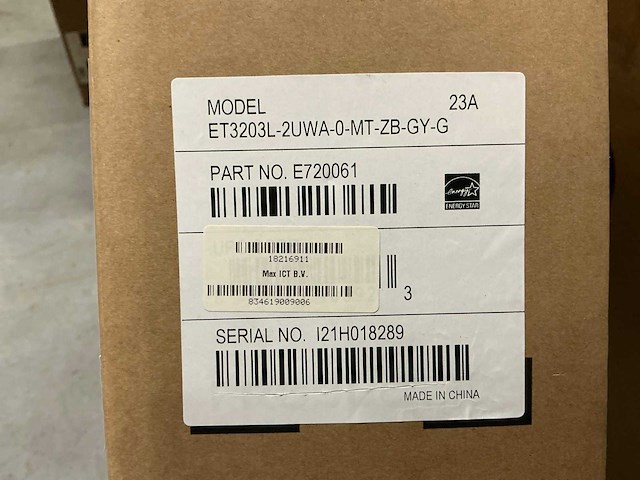 MODEL 23A
ET3203L-2UWA-0-MT-ZB-GY-G
PART NO. E720061
energy
ENERGY STAR
18216911
Max ICT B.V.
834619009006
3
SERIAL NO. I21H018289
MADE IN CHINA